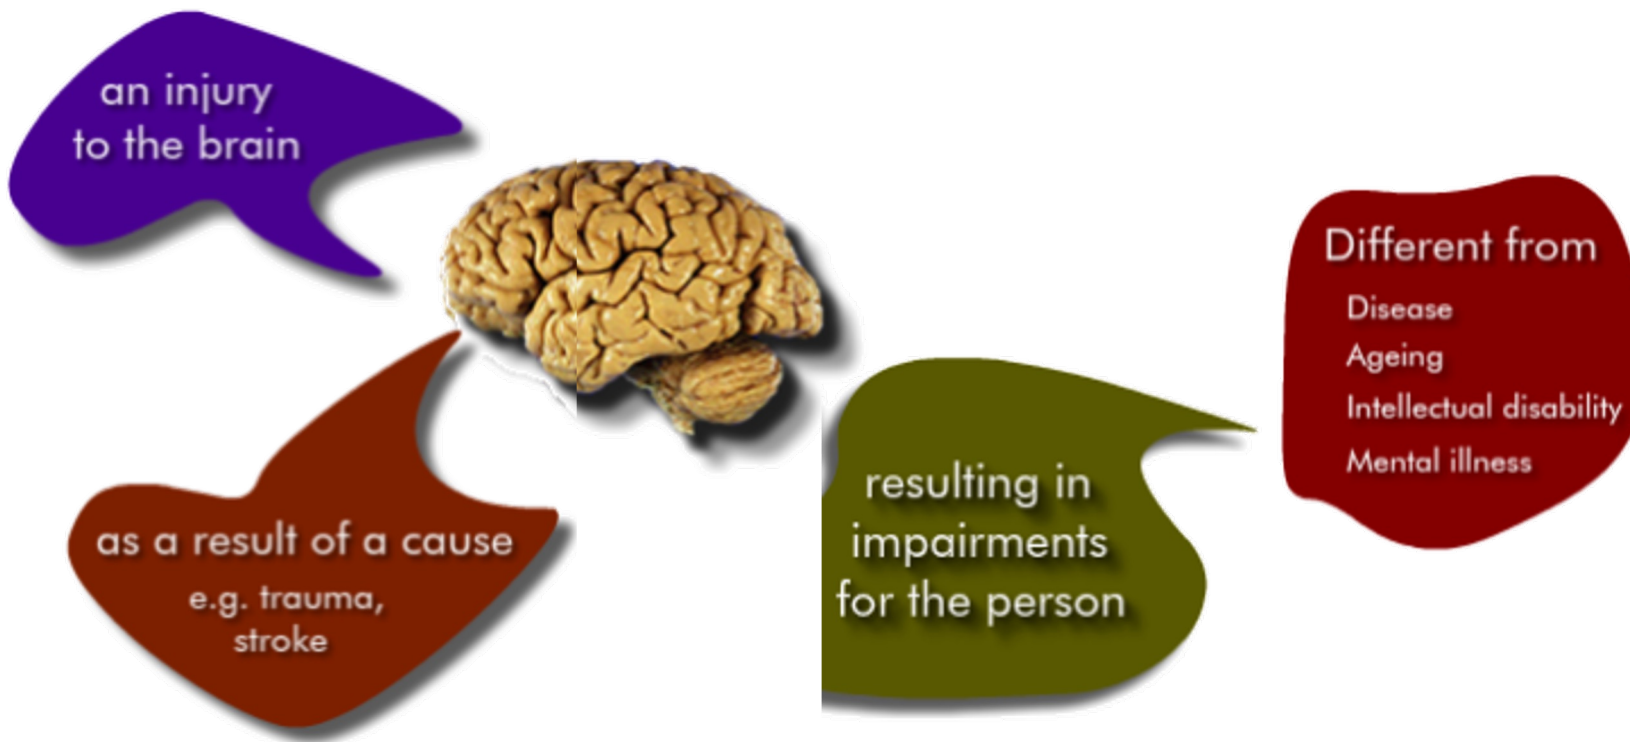 an injury
to the brain
as a result of a cause
e.g. trauma,
stroke
resulting in
impairments
for the person
Different from
Disease
Ageing
Intellectual disability
Mental illness